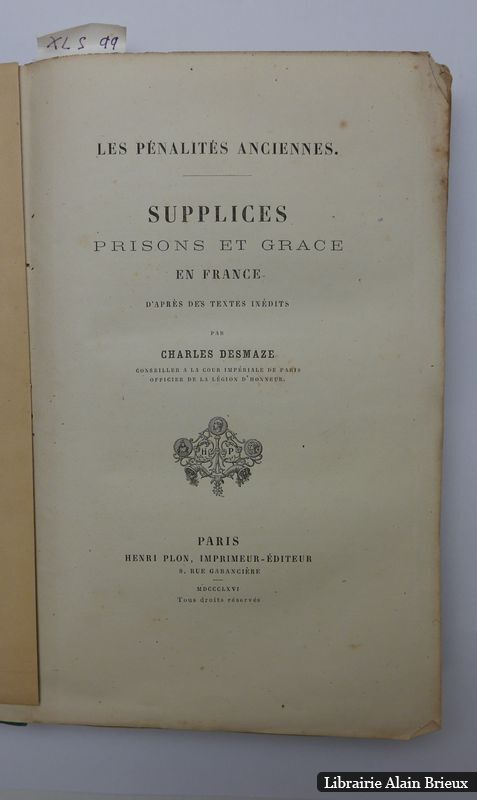 XLS 99
LES PÉNALITÉS ANCIENNES.
SUPPLICES
PRISONS ET GRACE
EN FRANCE
D'APRÈS DES TEXTES INÉDITS
PAR
CHARLES DESMAZE
CONSEILLER A LA COUR IMPÉRIALE DE PARIS
OFFICIER DE LA LÉGION D'HONNEUR.
H P
PARIS
HENRI PLON, IMPRIMEUR-ÉDITEUR
8, RUE GARANCIÈRE
MDCCCLXVI
Tous droits réservés
Librairie Alain Brieux